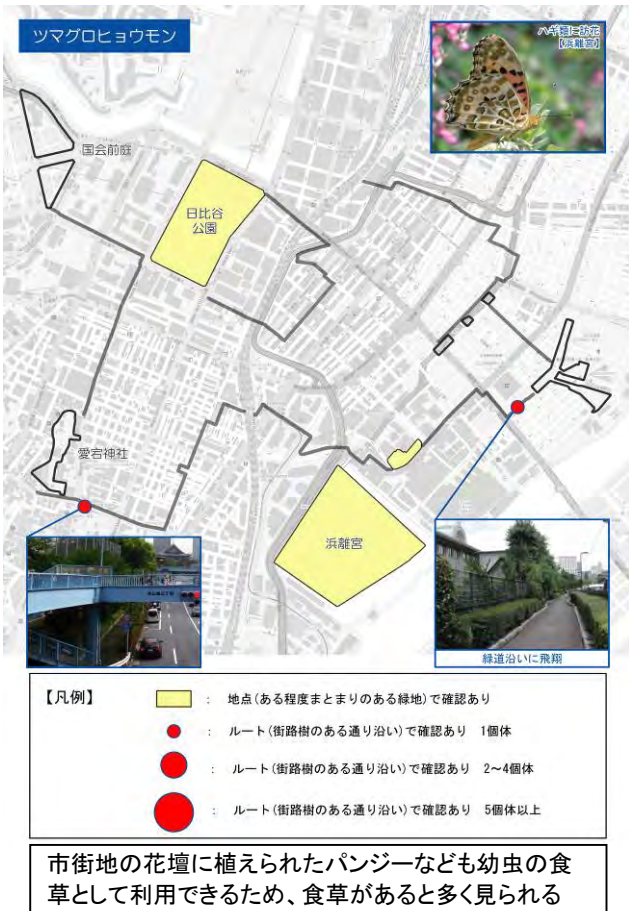 ツマグロヒョウモン
ハギ類に訪花
【浜離宮】
国会前庭
日比谷
公園
愛宕神社
浜離宮
緑道沿いに飛翔
【凡例】
： 地点(ある程度まとまりのある緑地)で確認あり
： ルート(街路樹のある通り沿い)で確認あり 1個体
： ルート(街路樹のある通り沿い)で確認あり 2～4個体
： ルート(街路樹のある通り沿い)で確認あり 5個体以上
市街地の花壇に植えられたパンジーなども幼虫の食
草として利用できるため、食草があると多く見られる